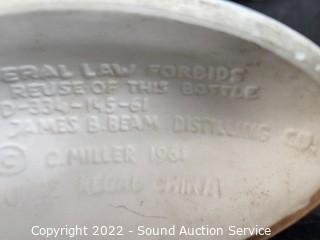 ERAL LAW FORBIDS
REUSE OF THIS BOTTLE
D-334-145-61
JAMES B. BEAM DISTILLING CO.
© C. MILLER 1961
REGAL CHINA
Copyright 2022 - Sound Auction Service